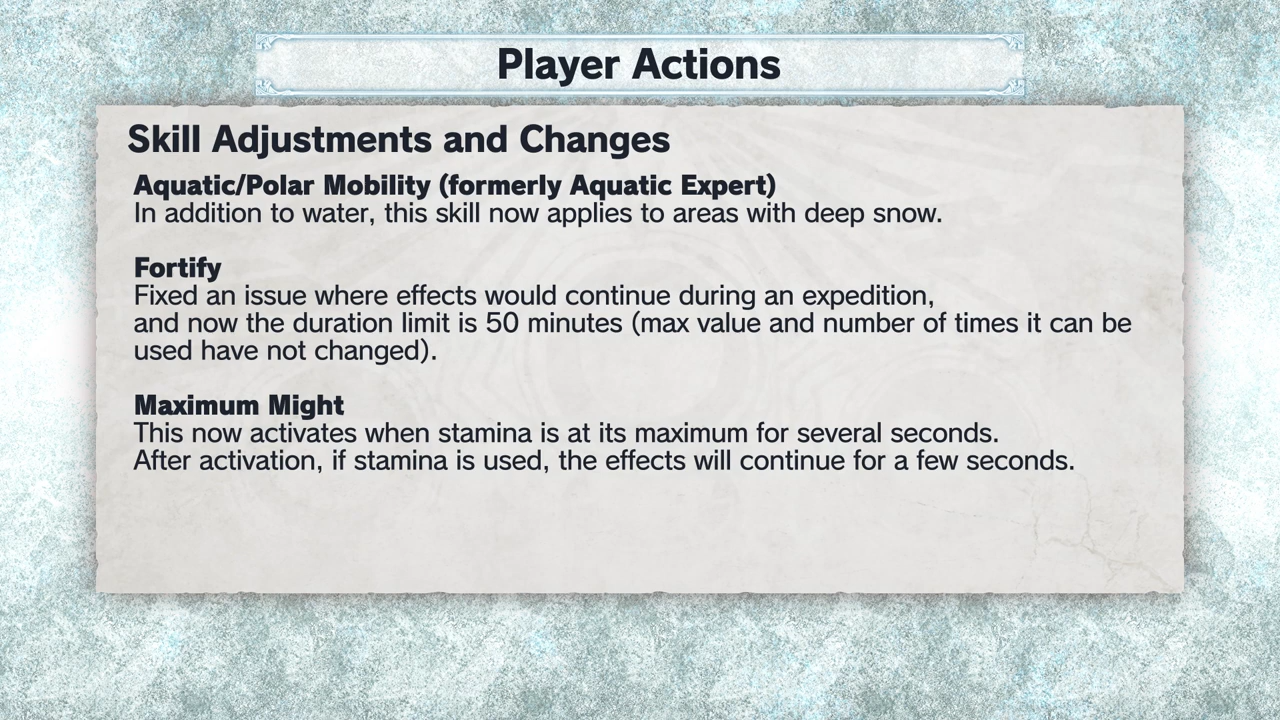 Player Actions
Skill Adjustments and Changes
Aquatic/Polar Mobility (formerly Aquatic Expert)
In addition to water, this skill now applies to areas with deep snow.
Fortify
Fixed an issue where effects would continue during an expedition,
and now the duration limit is 50 minutes (max value and number of times it can be
used have not changed).
Maximum Might
This now activates when stamina is at its maximum for several seconds.
After activation, if stamina is used, the effects will continue for a few seconds.